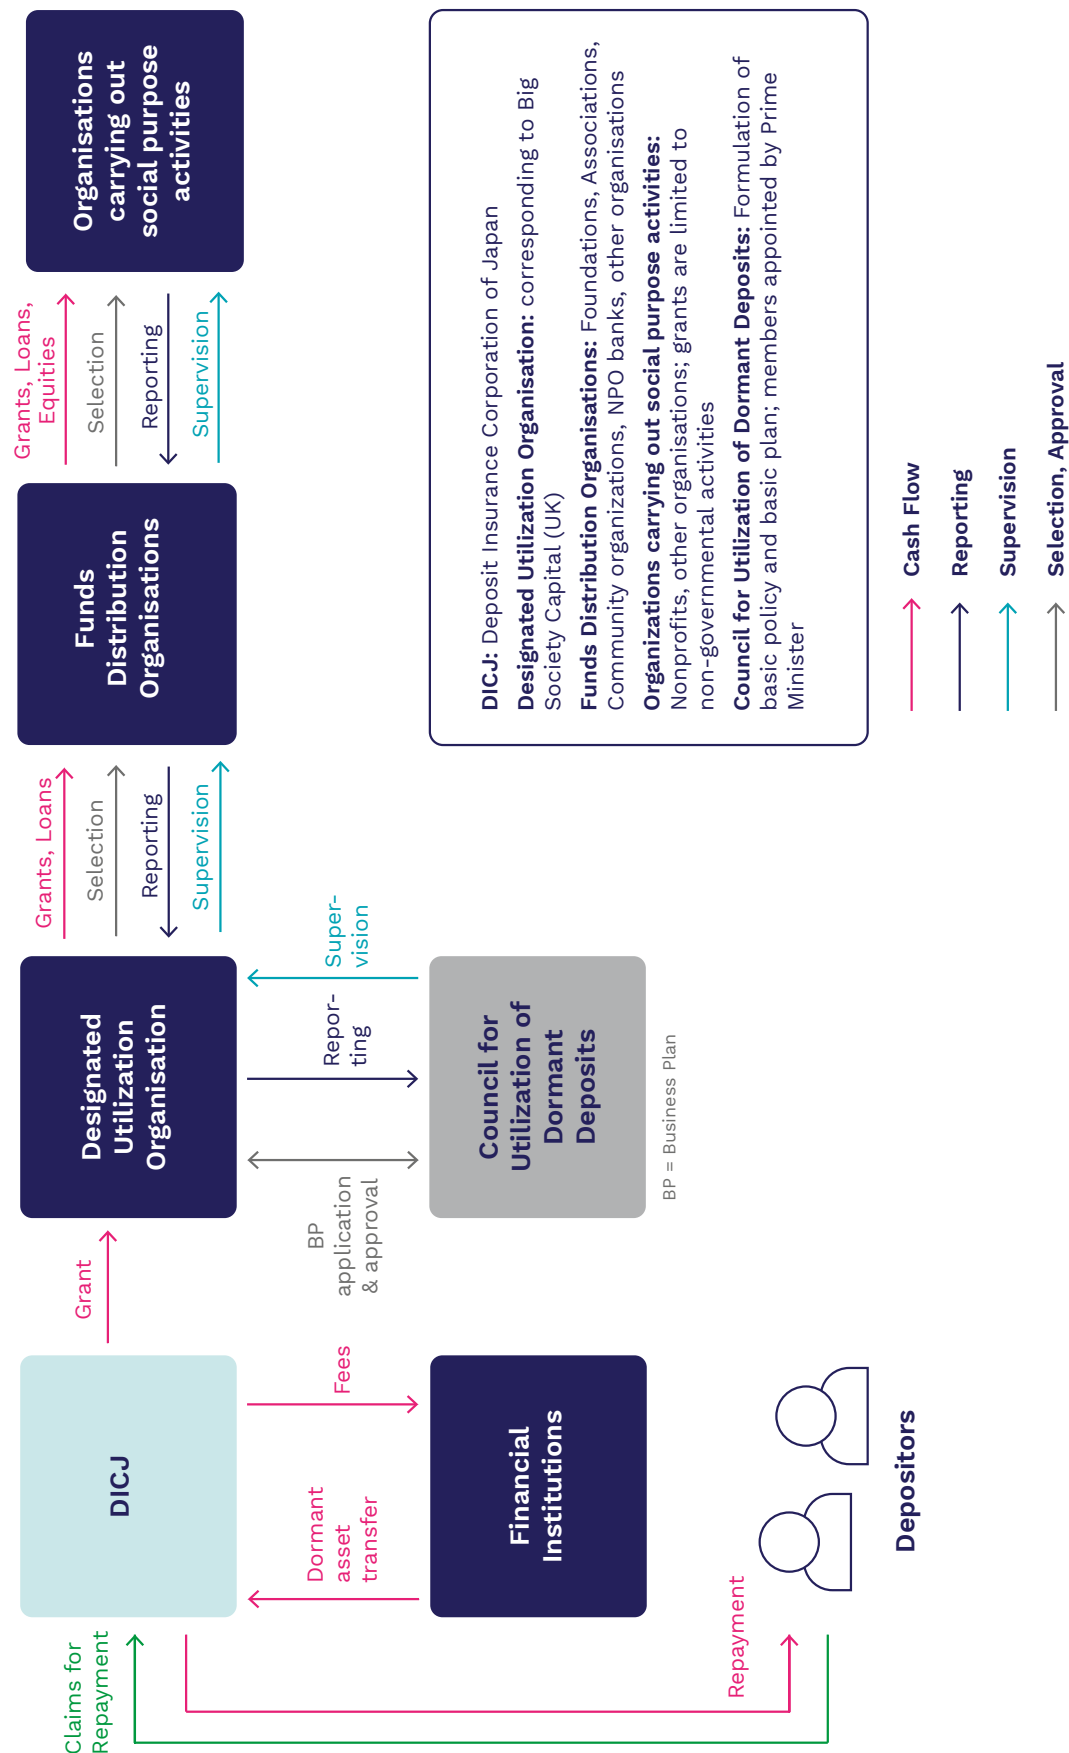 Claims for
Repayment
DICJ
Grant
Designated
Utilization
Organisation
Grants, Loans
Selection
Reporting
Supervision
Funds
Distribution
Organisations
Grants, Loans,
Equities
Selection
Reporting
Supervision
Organisations
carrying out
social purpose
activities
Dormant
asset
transfer
Fees
BP
application
& approval
Repor-
ting
Super-
vision
Financial
Institutions
Council for
Utilization of
Dormant
Deposits
BP = Business Plan
Repayment
Depositors
DICJ: Deposit Insurance Corporation of Japan
Designated Utilization Organisation: corresponding to Big
Society Capital (UK)
Funds Distribution Organisations: Foundations, Associations,
Community organizations, NPO banks, other organisations
Organizations carrying out social purpose activities:
Nonprofits, other organisations; grants are limited to
non-governmental activities
Council for Utilization of Dormant Deposits: Formulation of
basic policy and basic plan; members appointed by Prime
Minister
Cash Flow
Reporting
Supervision
Selection, Approval